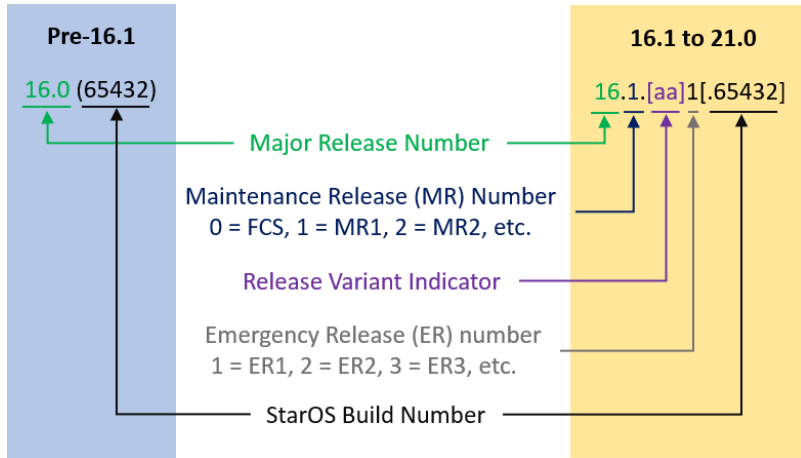 Pre-16.1
16.1 to 21.0
16.0 (65432)
16.1.[aa]1[.65432]
Major Release Number
Maintenance Release (MR) Number
0 = FCS, 1 = MR1, 2 = MR2, etc.
Release Variant Indicator
Emergency Release (ER) number
1 = ER1, 2 = ER2, 3 = ER3, etc.
StarOS Build Number